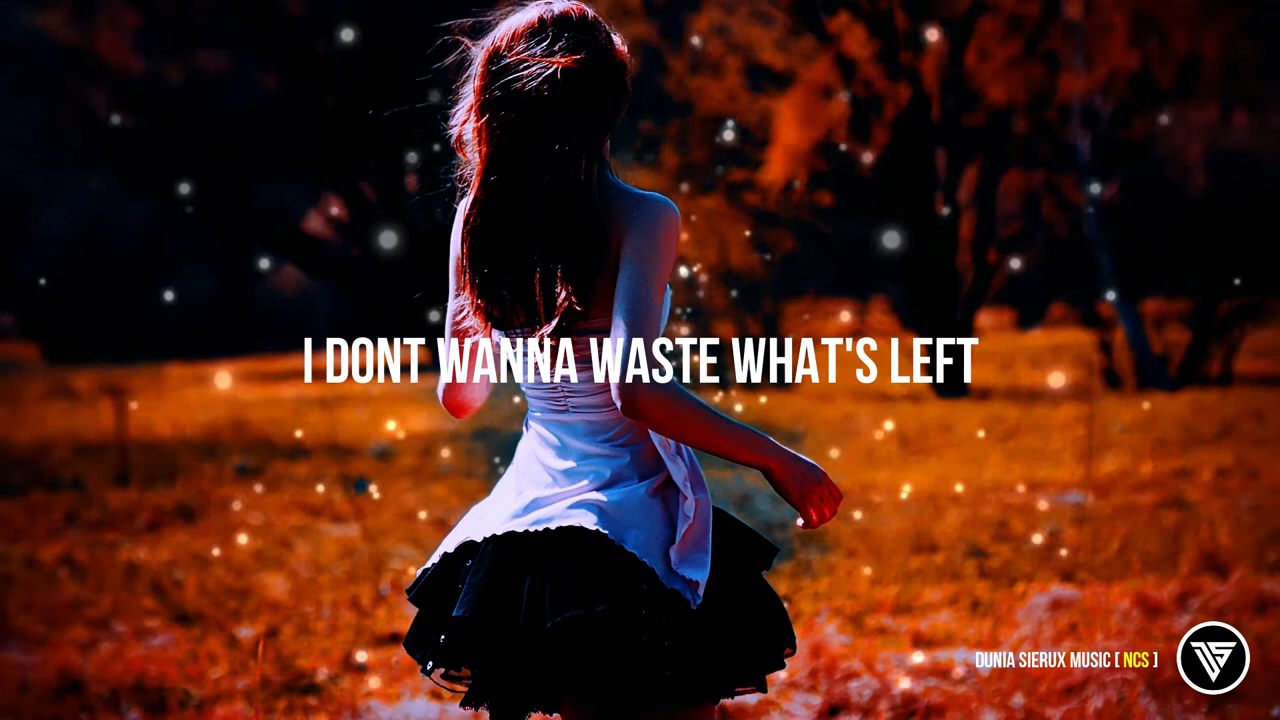 I DONT WANNA WASTE WHAT'S LEFT
DUNIA SIERUX MUSIC [ NCS ]